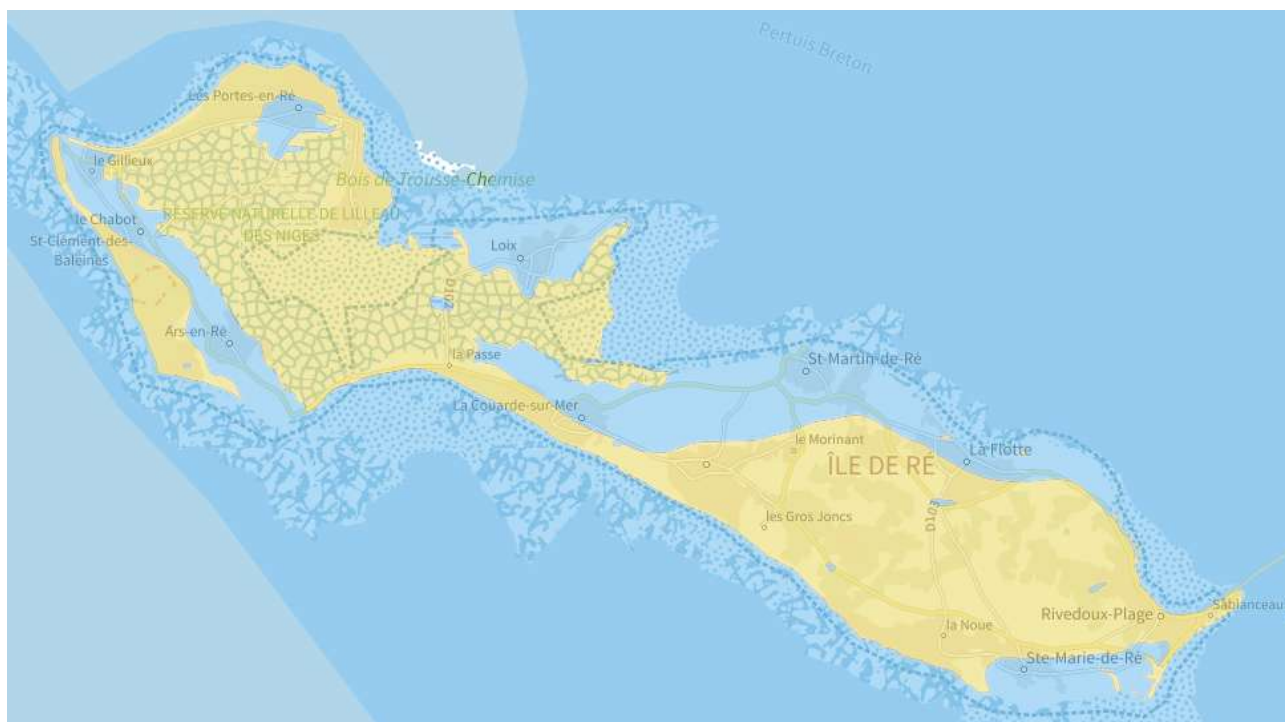 Pertuis Breton
Les Portes-en-Ré
le Gillieux
Bois de Trousse-Chemise
RÉSERVE NATURELLE DE LILLEAU
DES NIGES
le Chabot
St-Clément-des-
Baleines
Loix
D102
Ars-en-Ré
la Passe
St-Martin-de-Ré
La Couarde-sur-Mer
le Morinant
La Flotte
ÎLE DE RÉ
les Gros Joncs
D103
Sablanceau
Rivedoux-Plage
la Noue
Ste-Marie-de-Ré